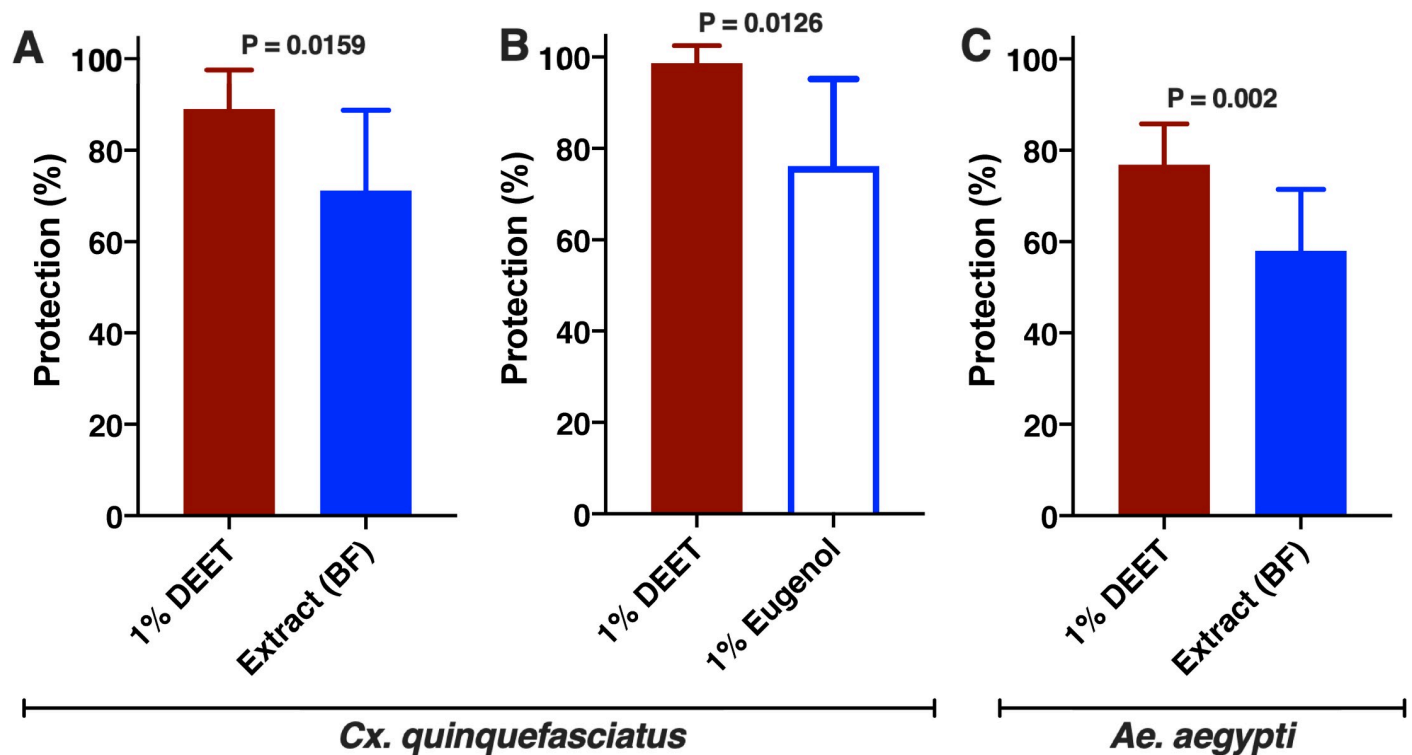 A
P = 0.0159
Protection (%)
100
80
60
40
20
0
1% DEET
Extract (BF)
B
P = 0.0126
Protection (%)
100
80
60
40
20
0
1% DEET
1% Eugenol
C
P = 0.002
Protection (%)
100
80
60
40
20
0
1% DEET
Extract (BF)
Cx. quinquefasciatus
Ae. aegypti